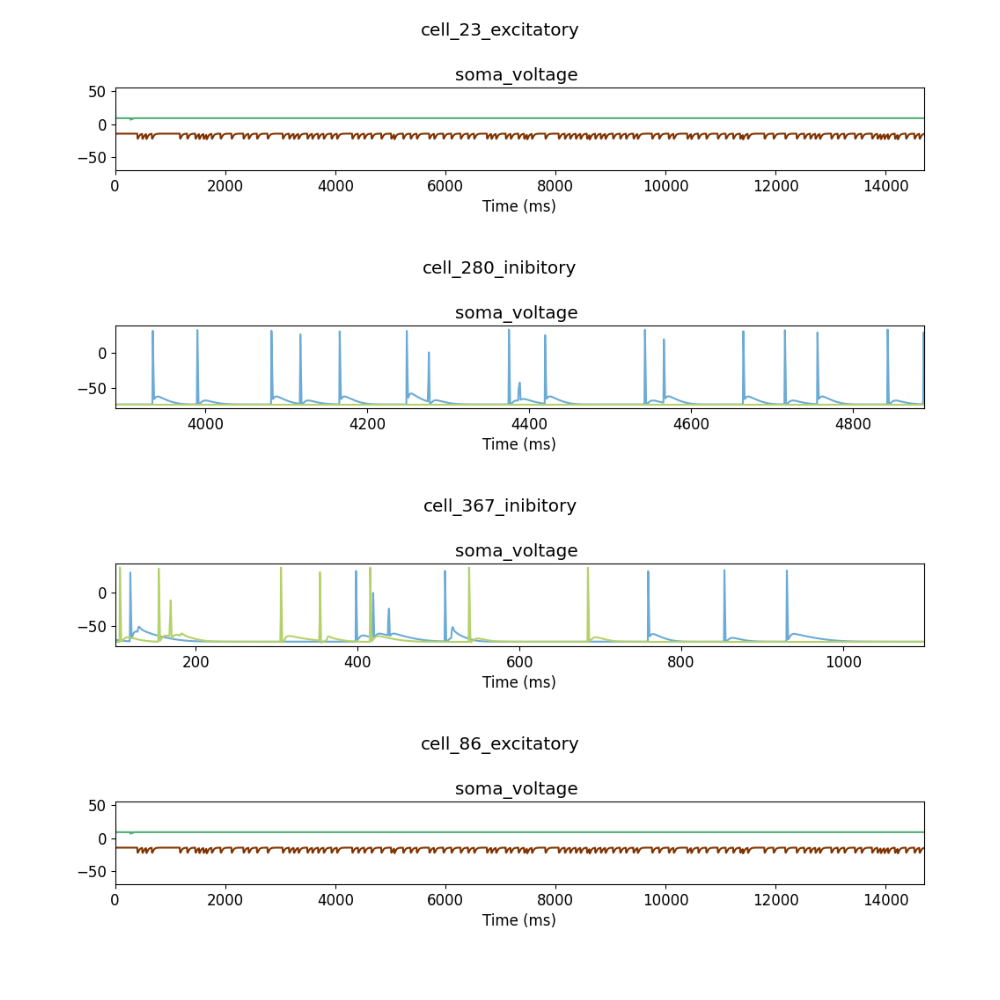 cell_23_excitatory
soma_voltage
50
0
−50
0 2000 4000 6000 8000 10000 12000 14000
Time (ms)
cell_280_inibitory
soma_voltage
0
−50
4000 4200 4400 4600 4800
Time (ms)
cell_367_inibitory
soma_voltage
0
−50
200 400 600 800 1000
Time (ms)
cell_86_excitatory
soma_voltage
50
0
−50
0 2000 4000 6000 8000 10000 12000 14000
Time (ms)